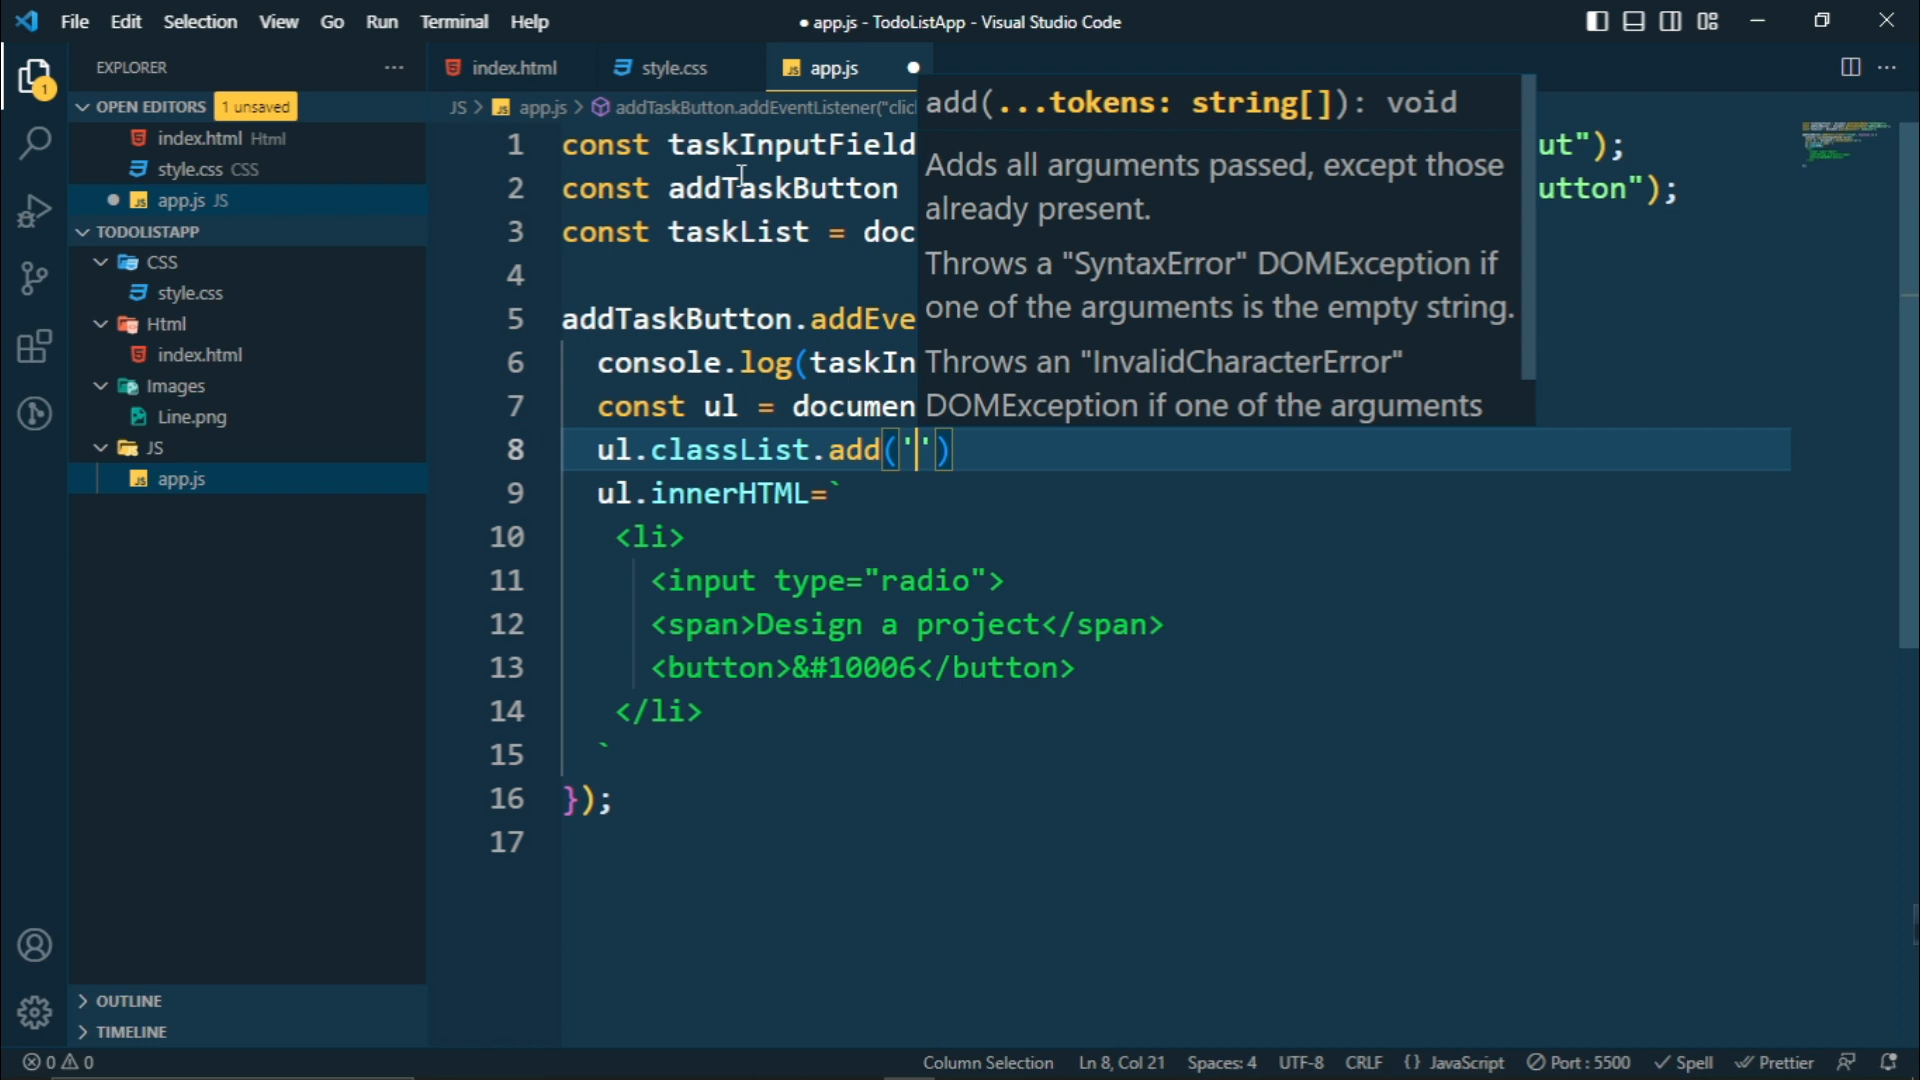 File Edit Selection View Go Run Terminal Help
● app.js - TodoListApp - Visual Studio Code
EXPLORER
OPEN EDITORS 1 unsaved
index.html Html
style.css CSS
app.js JS
TODOLISTAPP
CSS
style.css
Html
index.html
Images
Line.png
JS
app.js
OUTLINE
TIMELINE
index.html style.css app.js
JS > app.js > addTaskButton.addEventListener("clic
1 const taskInputField ut");
2 const addTaskButton utton");
3 const taskList = doc
4
5 addTaskButton.addEve
6 console.log(taskIn
7 const ul = documen
8 ul.classList.add('')
9 ul.innerHTML=`
10 <li>
11 <input type="radio">
12 <span>Design a project</span>
13 <button>&#10006</button>
14 </li>
15 `
16 });
17
add(...tokens: string[]): void
Adds all arguments passed, except those
already present.
Throws a "SyntaxError" DOMException if
one of the arguments is the empty string.
Throws an "InvalidCharacterError"
DOMException if one of the arguments
1
0 0
Column Selection Ln 8, Col 21 Spaces: 4 UTF-8 CRLF {} JavaScript Port : 5500 Spell Prettier